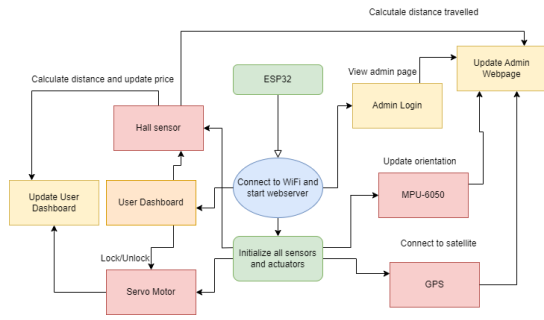 Calcutale distance travelled
Calculate distance and update price
ESP32
View admin page
Update Admin
Webpage
Admin Login
Hall sensor
Update orientation
Connect to WiFi and
start webserver
Update User
Dashboard
User Dashboard
MPU-6050
Lock/Unlock
Initialize all sensors
and actuators
Connect to satellite
Servo Motor
GPS